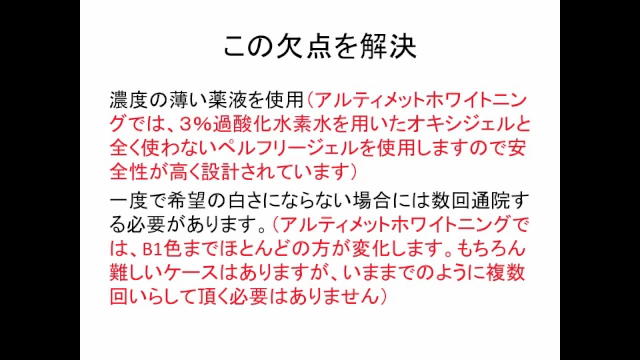 この欠点を解決
濃度の薄い薬液を使用（アルティメットホワイトニン
グでは、３%過酸化水素水を用いたオキシジェルと
全く使わないペルフリージェルを使用しますので安
全性が高く設計されています）
一度で希望の白さにならない場合には数回通院す
る必要があります。（アルティメットホワイトニングで
は、B1色までほとんどの方が変化します。もちろん
難しいケースはありますが、いままでのように複数
回いらして頂く必要はありません）